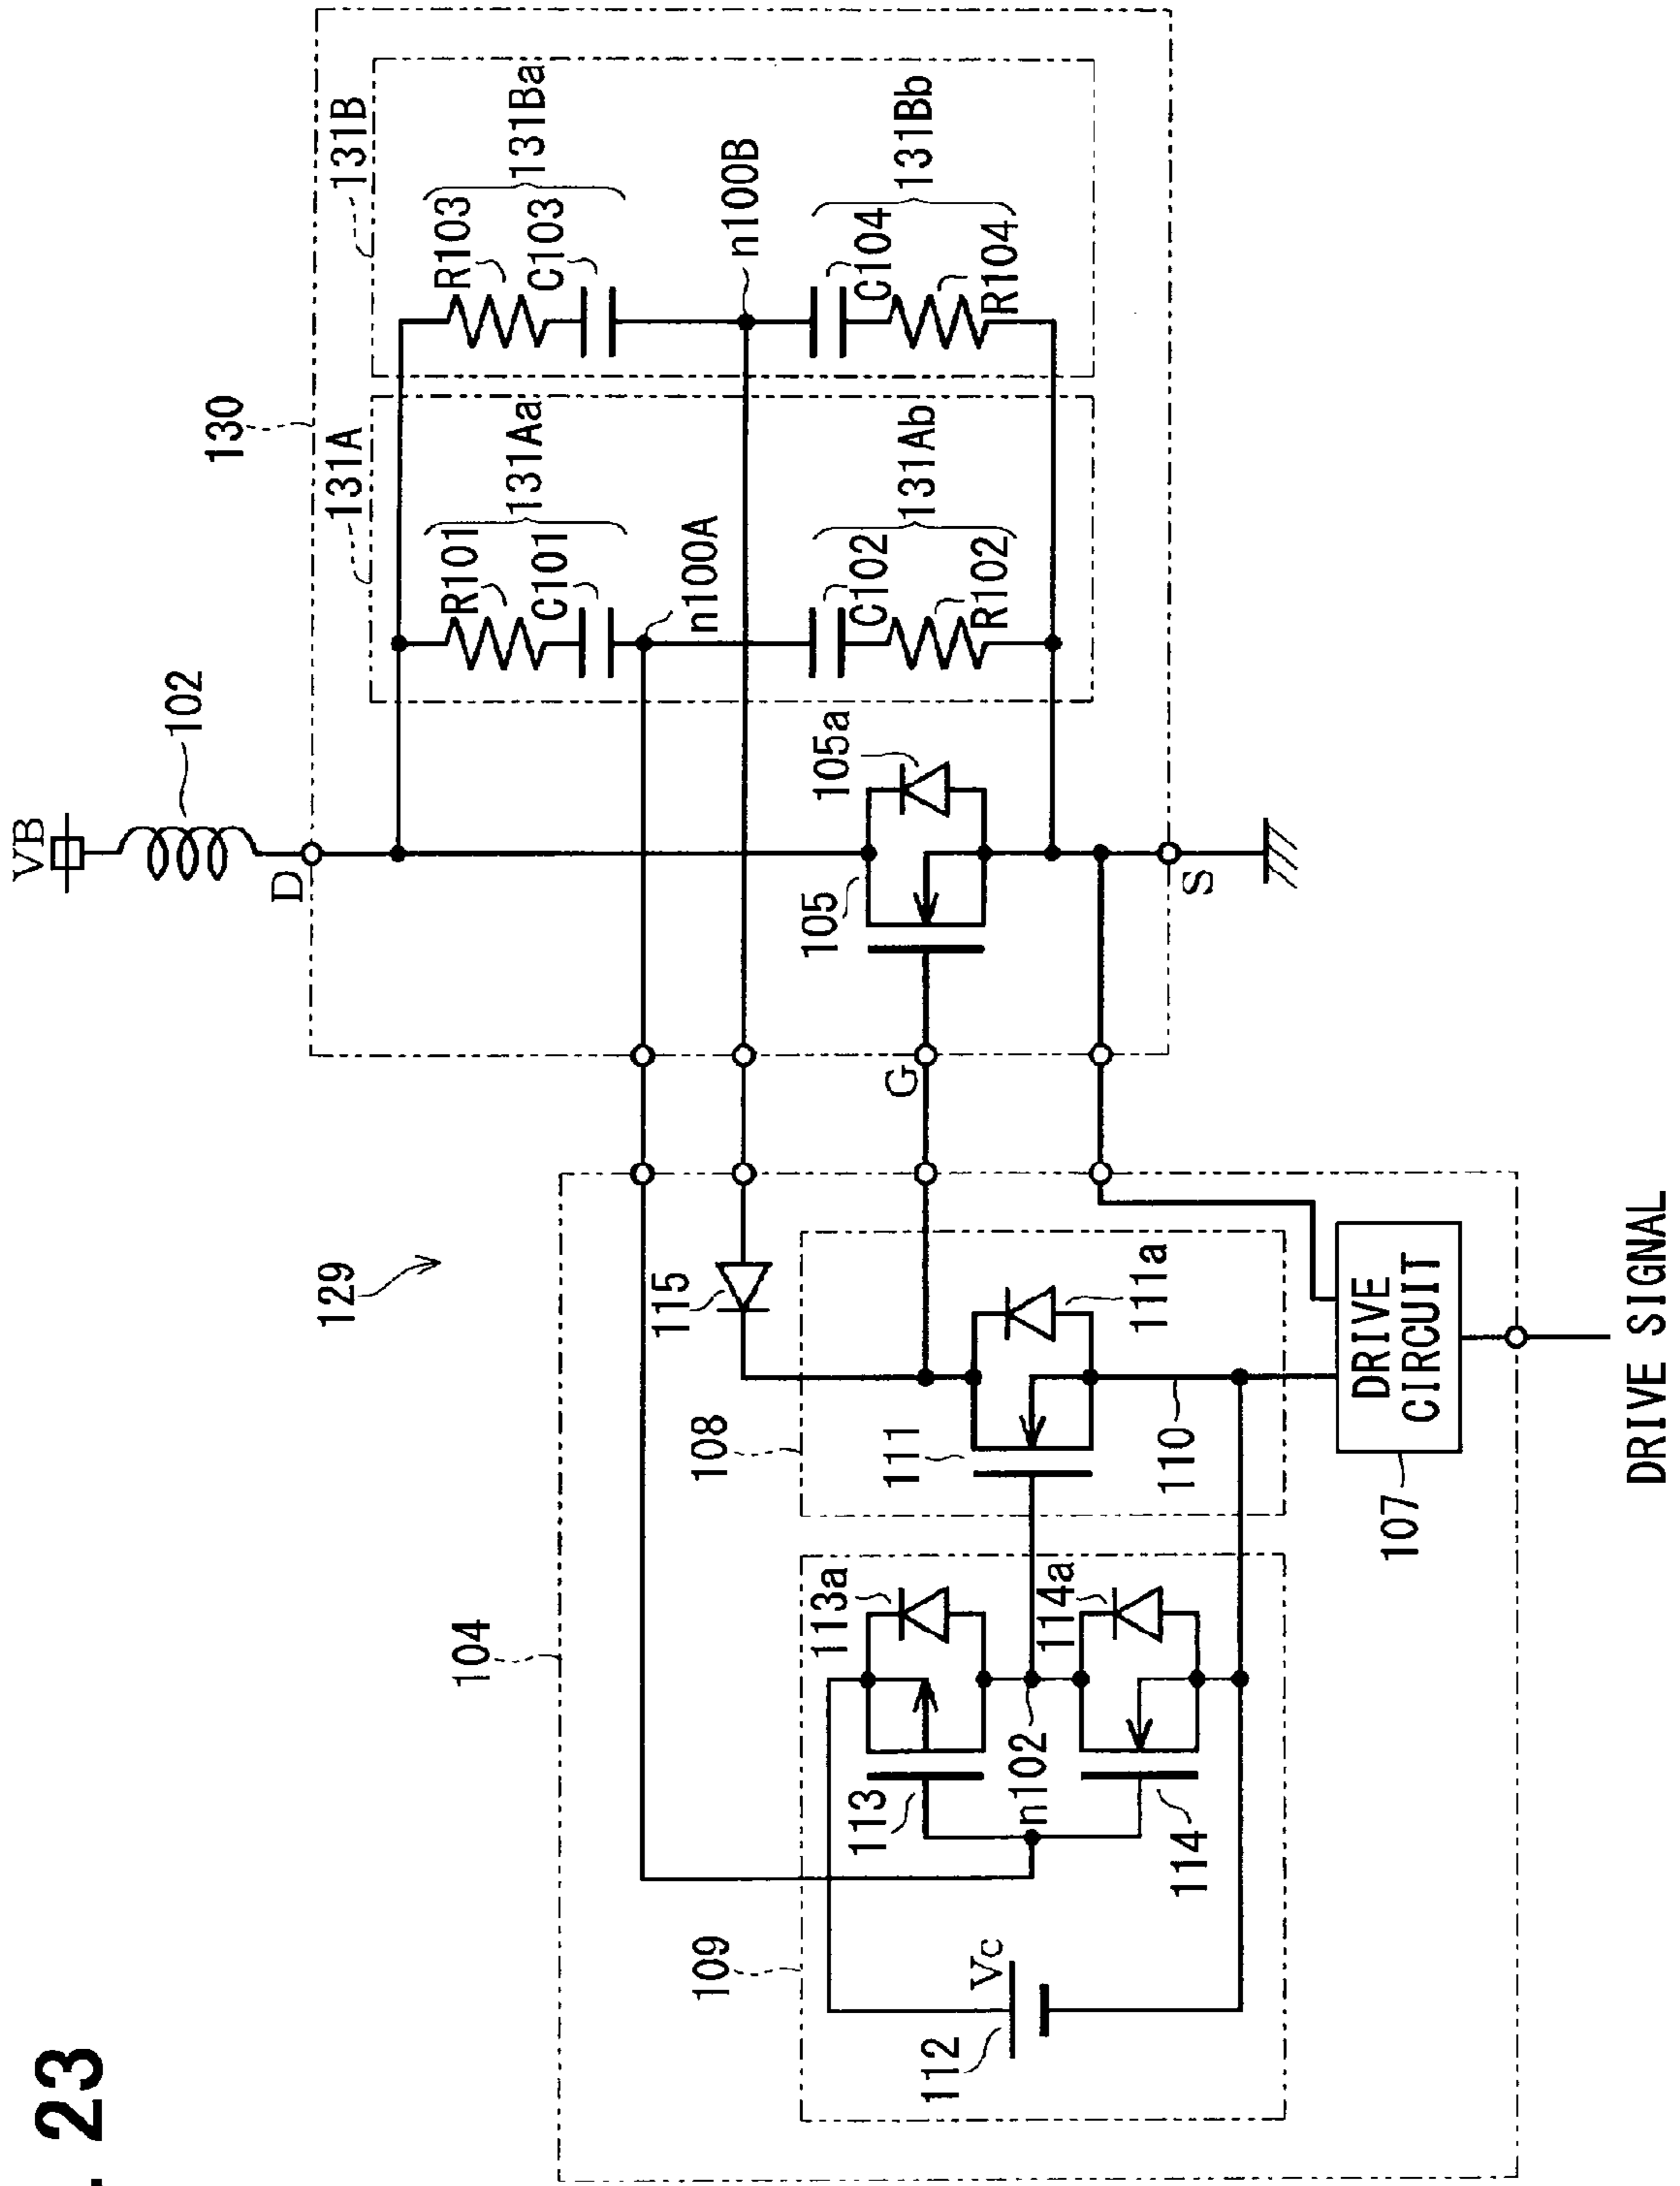 . 23
VB
102
D
130
131A
131B
R101
C101
131Aa
R103
C103
131Ba
n100A
n100B
C102
R102
131Ab
C104
R104
131Bb
105
105a
G
S
129
104
115
108
111
111a
110
109
113
113a
n102
114
114a
112
Vc
107
DRIVE
CIRCUIT
DRIVE SIGNAL